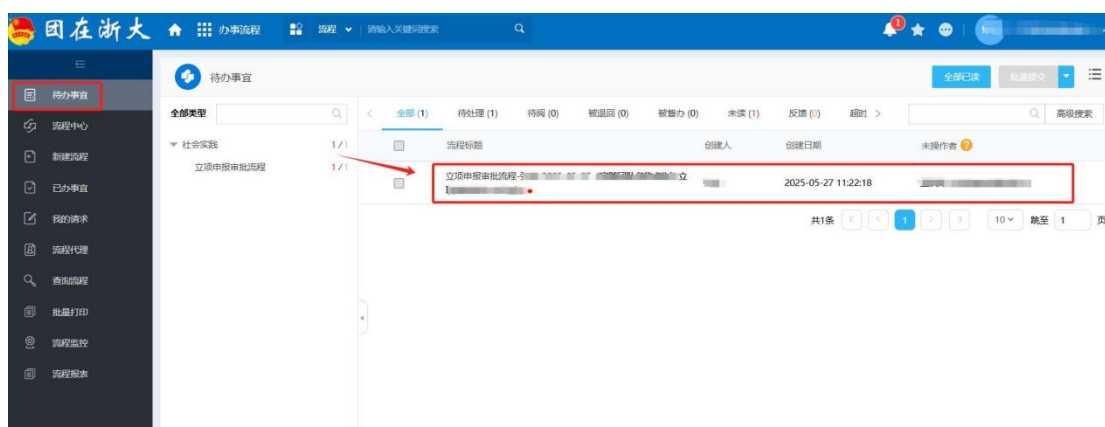 团在浙大 办事流程 流程 请输入关键词搜索 1
待办事宜 全部已读 批量提交
待办事宜
全部类型 全部 (1) 待处理 (1) 待阅 (0) 被退回 (0) 被督办 (0) 未读 (1) 反馈 (0) 超时 高级搜索
流程中心
社会实践 1 / 1 流程标题 创建人 创建日期 未操作者
新建流程
立项申报审批流程 1 / 1 立项申报审批流程- 立
2025-05-27 11:22:18
已办事宜
我的请求 共1条 1 10 跳至 1 页
流程代理
查询流程
批量打印
流程监控
流程报表